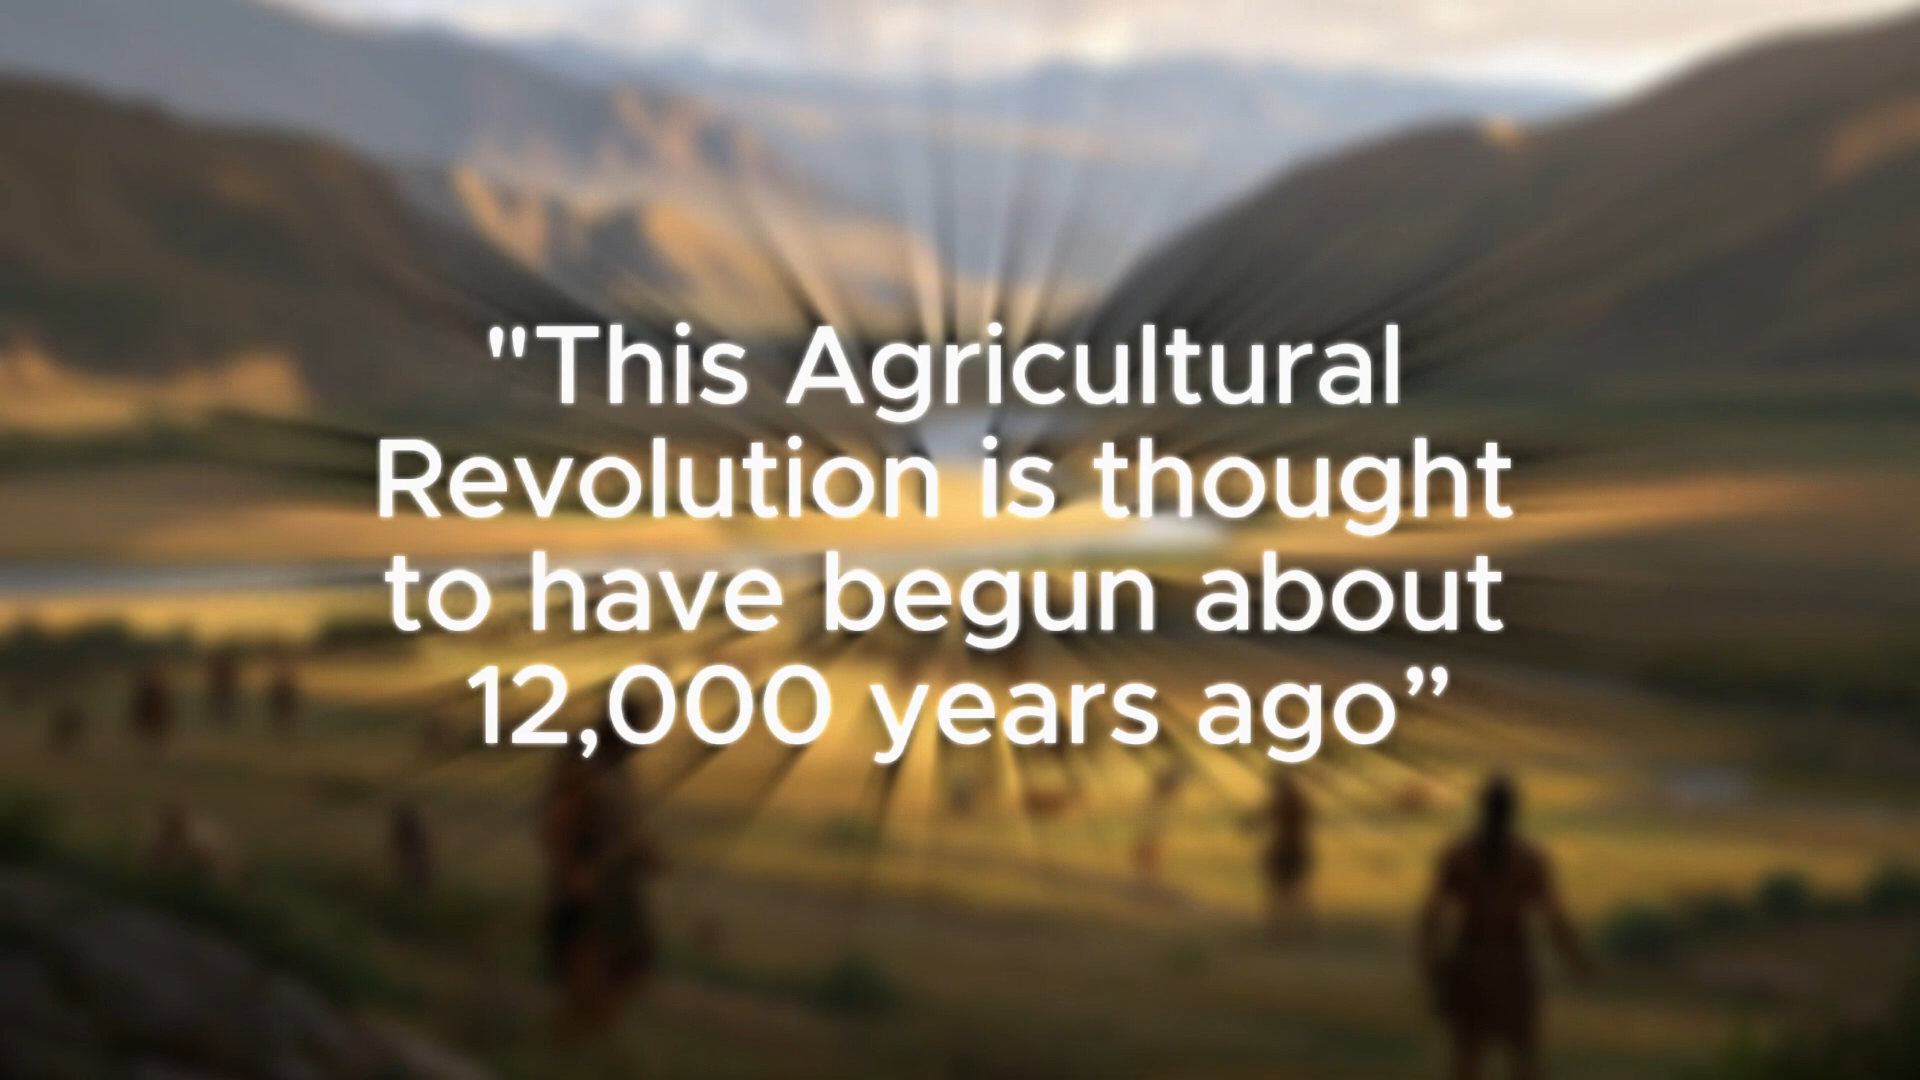 "This Agricultural
Revolution is thought
to have begun about
12,000 years ago”